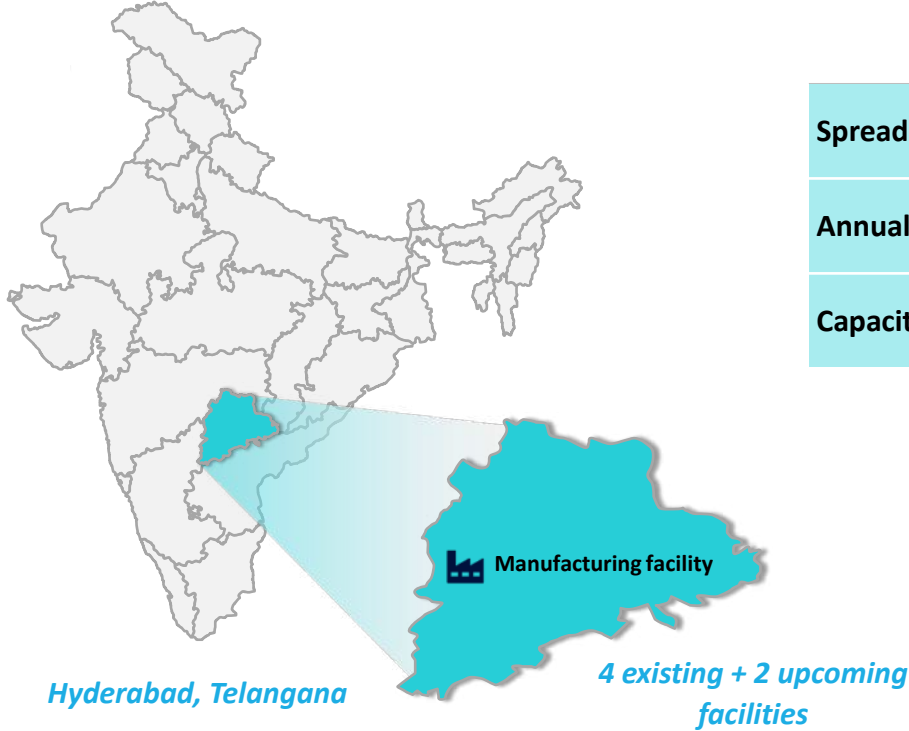 Spread
Annual
Capacit
Manufacturing facility
Hyderabad, Telangana
4 existing + 2 upcoming
facilities